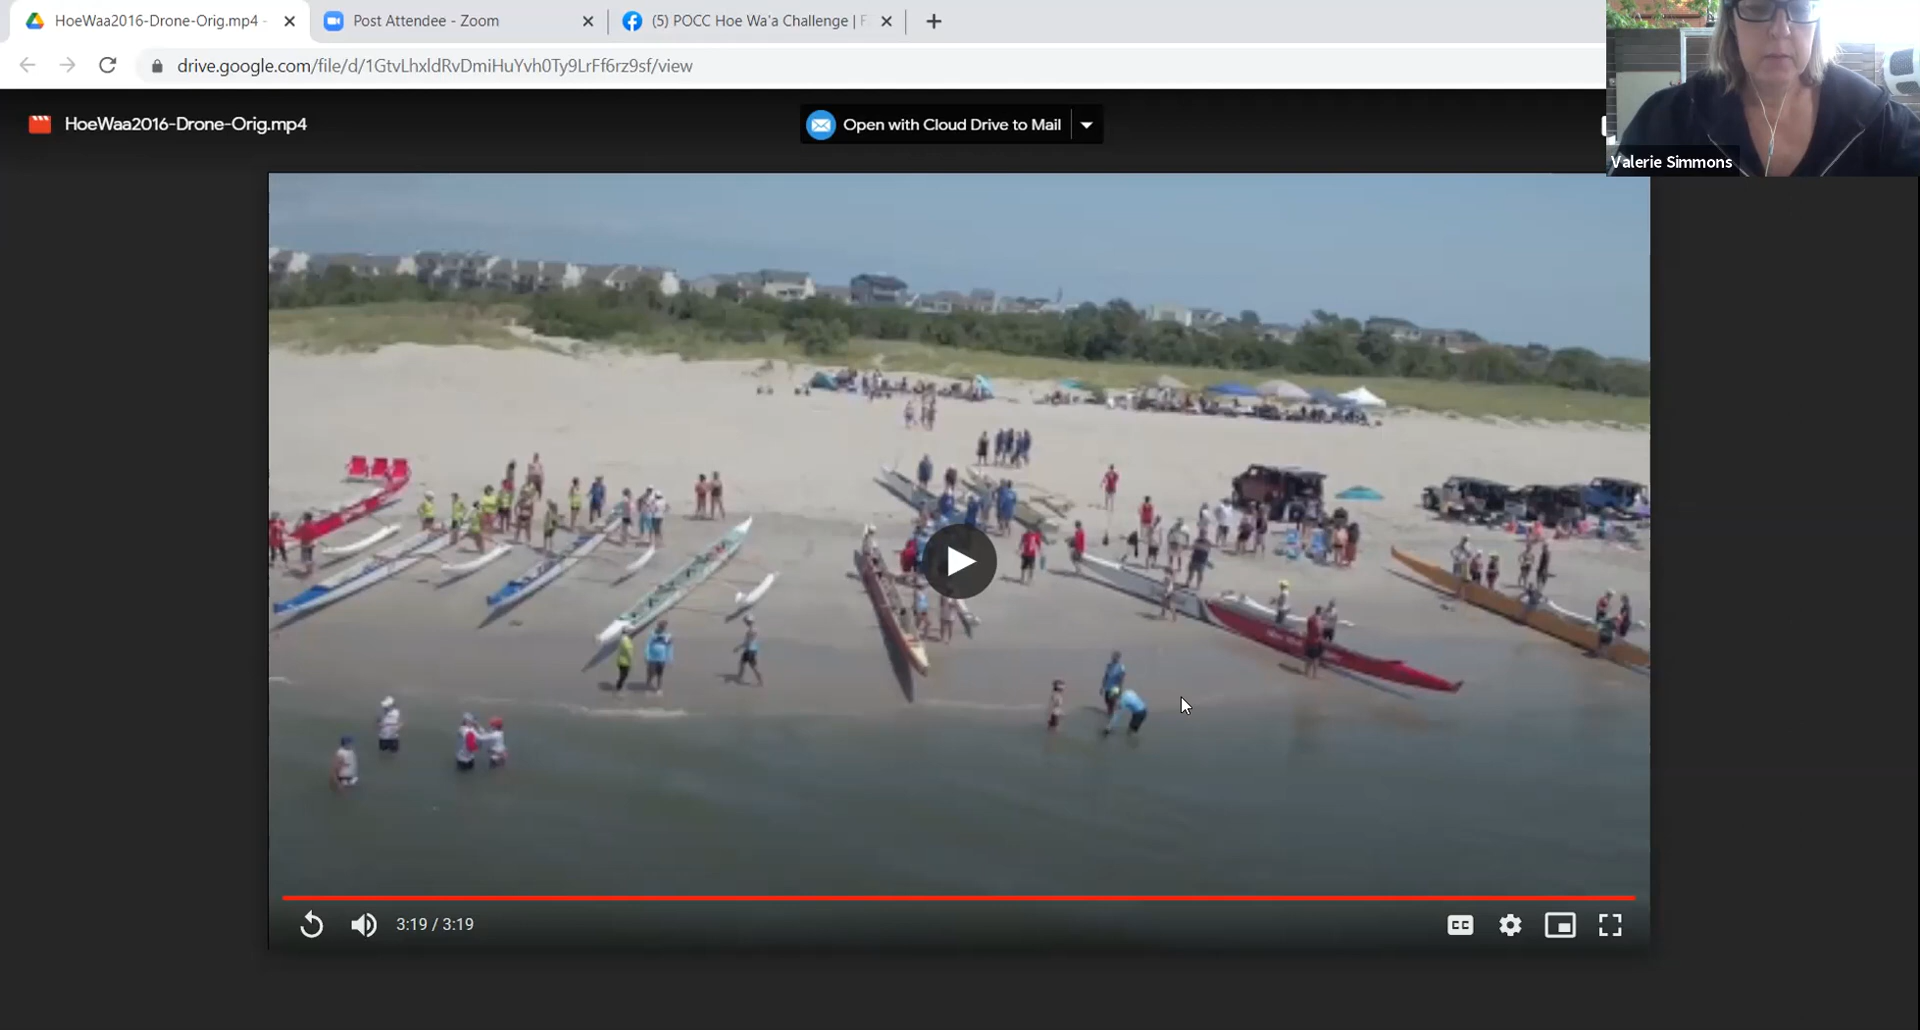 HoeWaa2016-Drone-Orig.mp4 -
Post Attendee - Zoom
(5) POCC Hoe Wa'a Challenge | F
drive.google.com/file/d/1GtvLhxldRvDmiHuYvh0Ty9LrFf6rz9sf/view
HoeWaa2016-Drone-Orig.mp4
Open with Cloud Drive to Mail
Valerie Simmons
3:19 / 3:19
CC